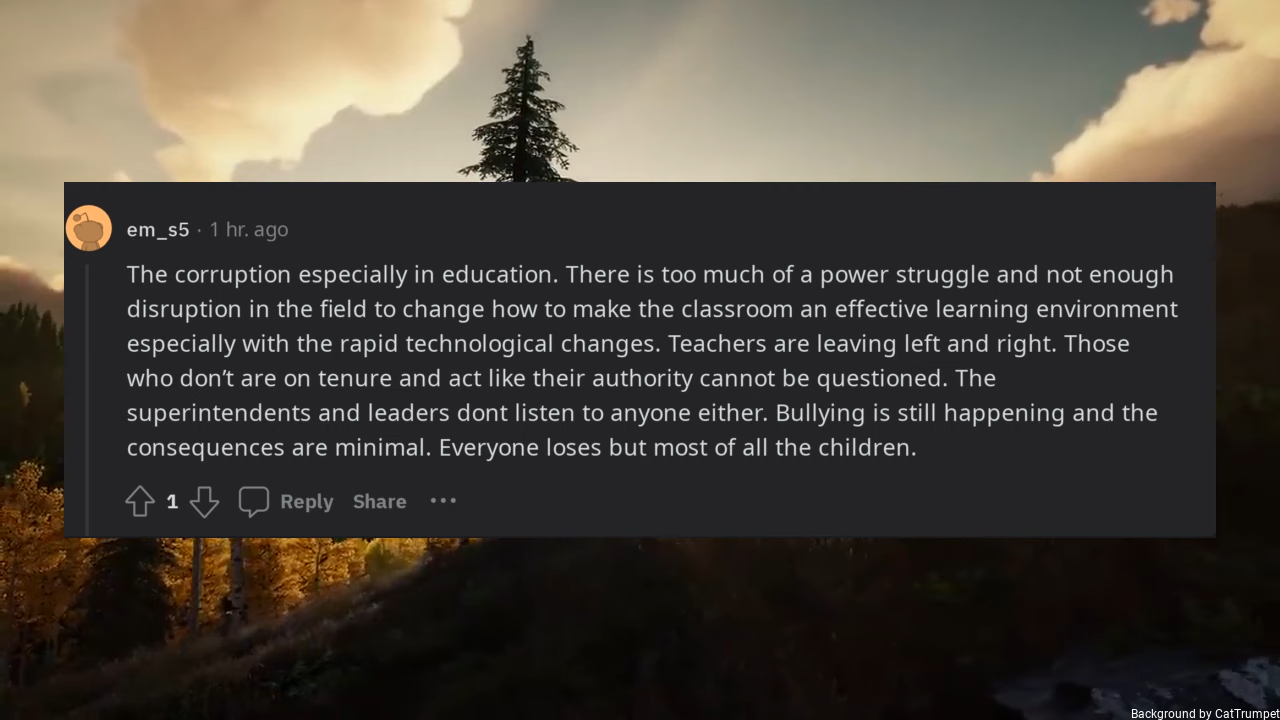 em_s5 · 1 hr. ago
The corruption especially in education. There is too much of a power struggle and not enough
disruption in the field to change how to make the classroom an effective learning environment
especially with the rapid technological changes. Teachers are leaving left and right. Those
who don’t are on tenure and act like their authority cannot be questioned. The
superintendents and leaders dont listen to anyone either. Bullying is still happening and the
consequences are minimal. Everyone loses but most of all the children.
1 Reply Share ···
Background by CatTrumpet